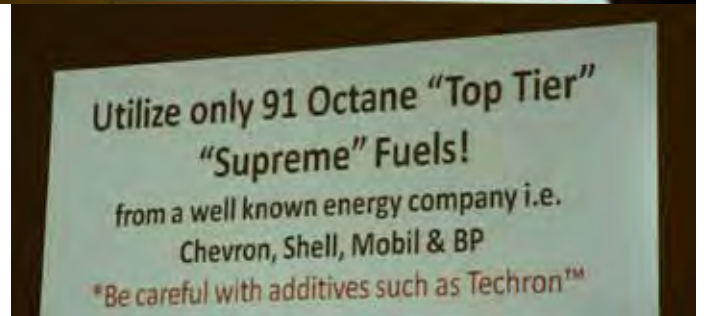 Utilize only 91 Octane “Top Tier”
“Supreme” Fuels!
from a well known energy company i.e.
Chevron, Shell, Mobil & BP
*Be careful with additives such as Techron™